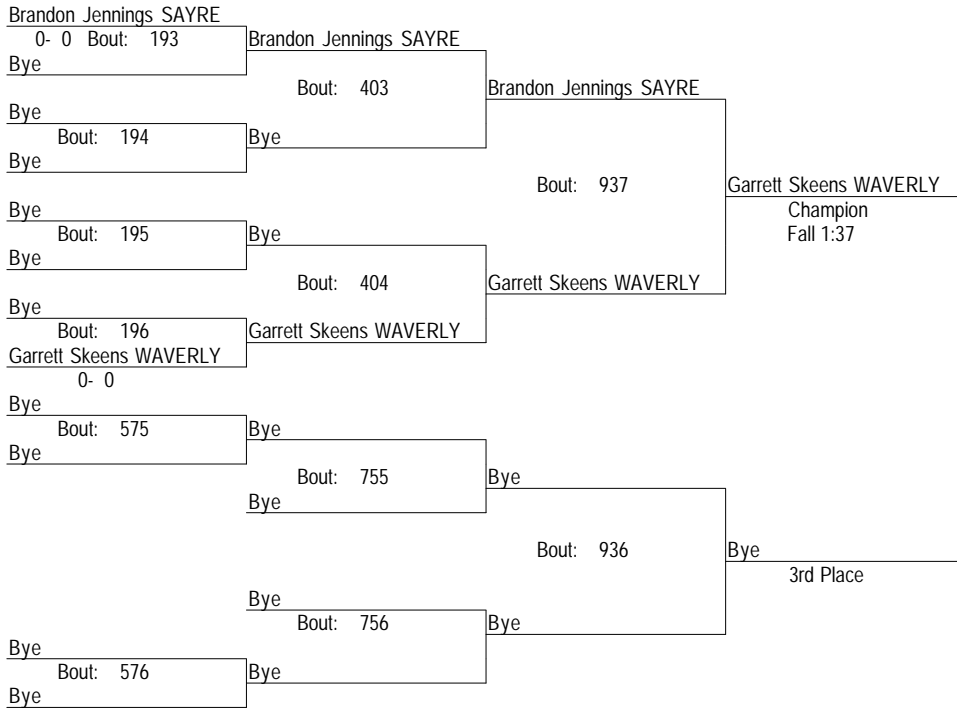 Brandon Jennings SAYRE
0- 0 Bout: 193
Brandon Jennings SAYRE
Bye
Bout: 403
Brandon Jennings SAYRE
Bye
Bout: 194
Bye
Bye
Bout: 937
Garrett Skeens WAVERLY
Champion
Fall 1:37
Bye
Bout: 195
Bye
Bye
Bout: 404
Garrett Skeens WAVERLY
Bye
Bout: 196
Garrett Skeens WAVERLY
Garrett Skeens WAVERLY
0- 0
Bye
Bout: 575
Bye
Bye
Bout: 755
Bye
Bye
Bout: 936
Bye
3rd Place
Bye
Bout: 756
Bye
Bye
Bout: 576
Bye
Bye